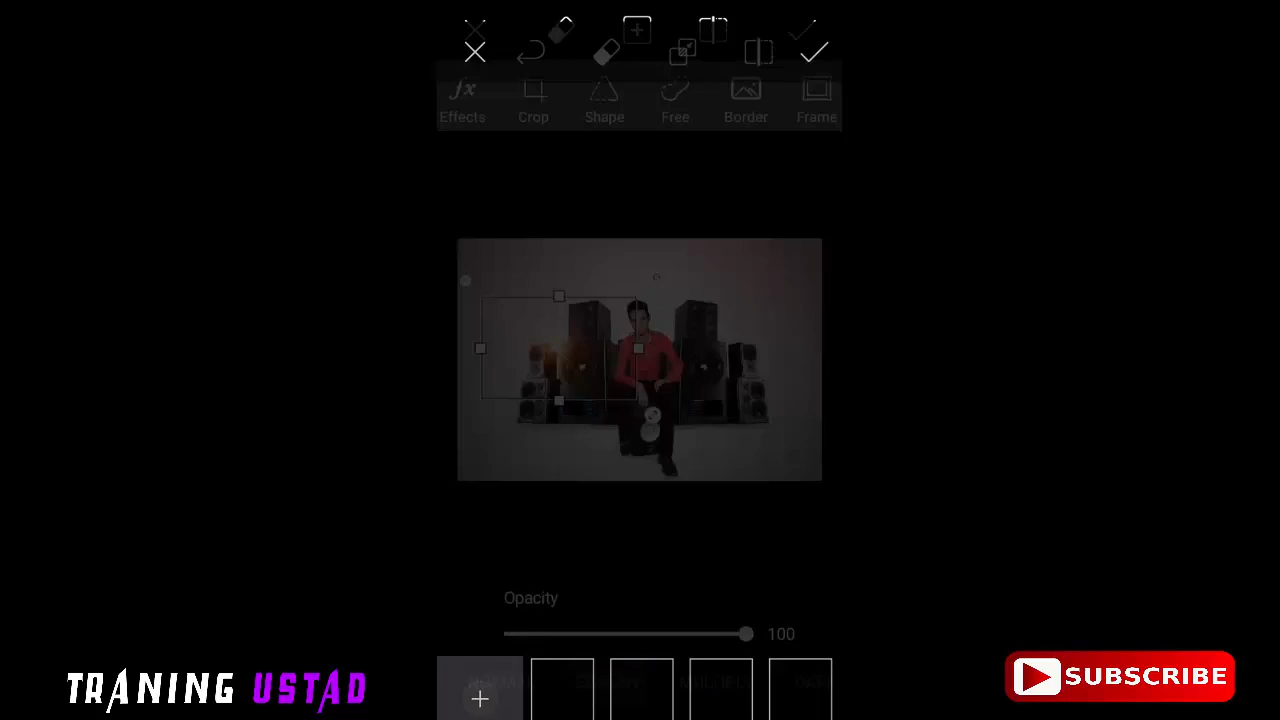 Effects Crop Shape Free Border Frame
Opacity
100
TRANING USTAD
SUBSCRIBE